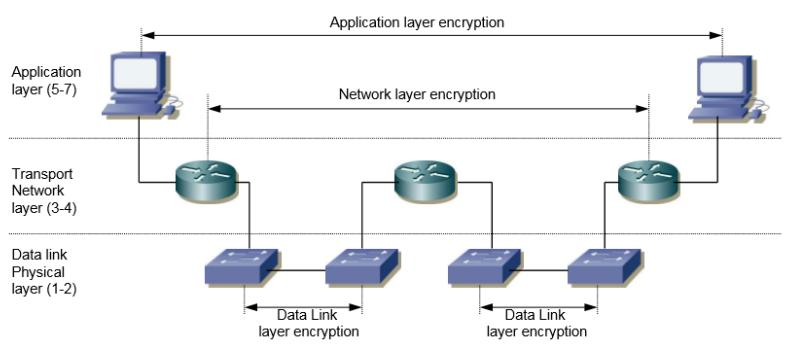 Application layer encryption
Application
layer (5-7)
Network layer encryption
Transport
Network
layer (3-4)
Data link
Physical
layer (1-2)
Data Link
layer encryption
Data Link
layer encryption